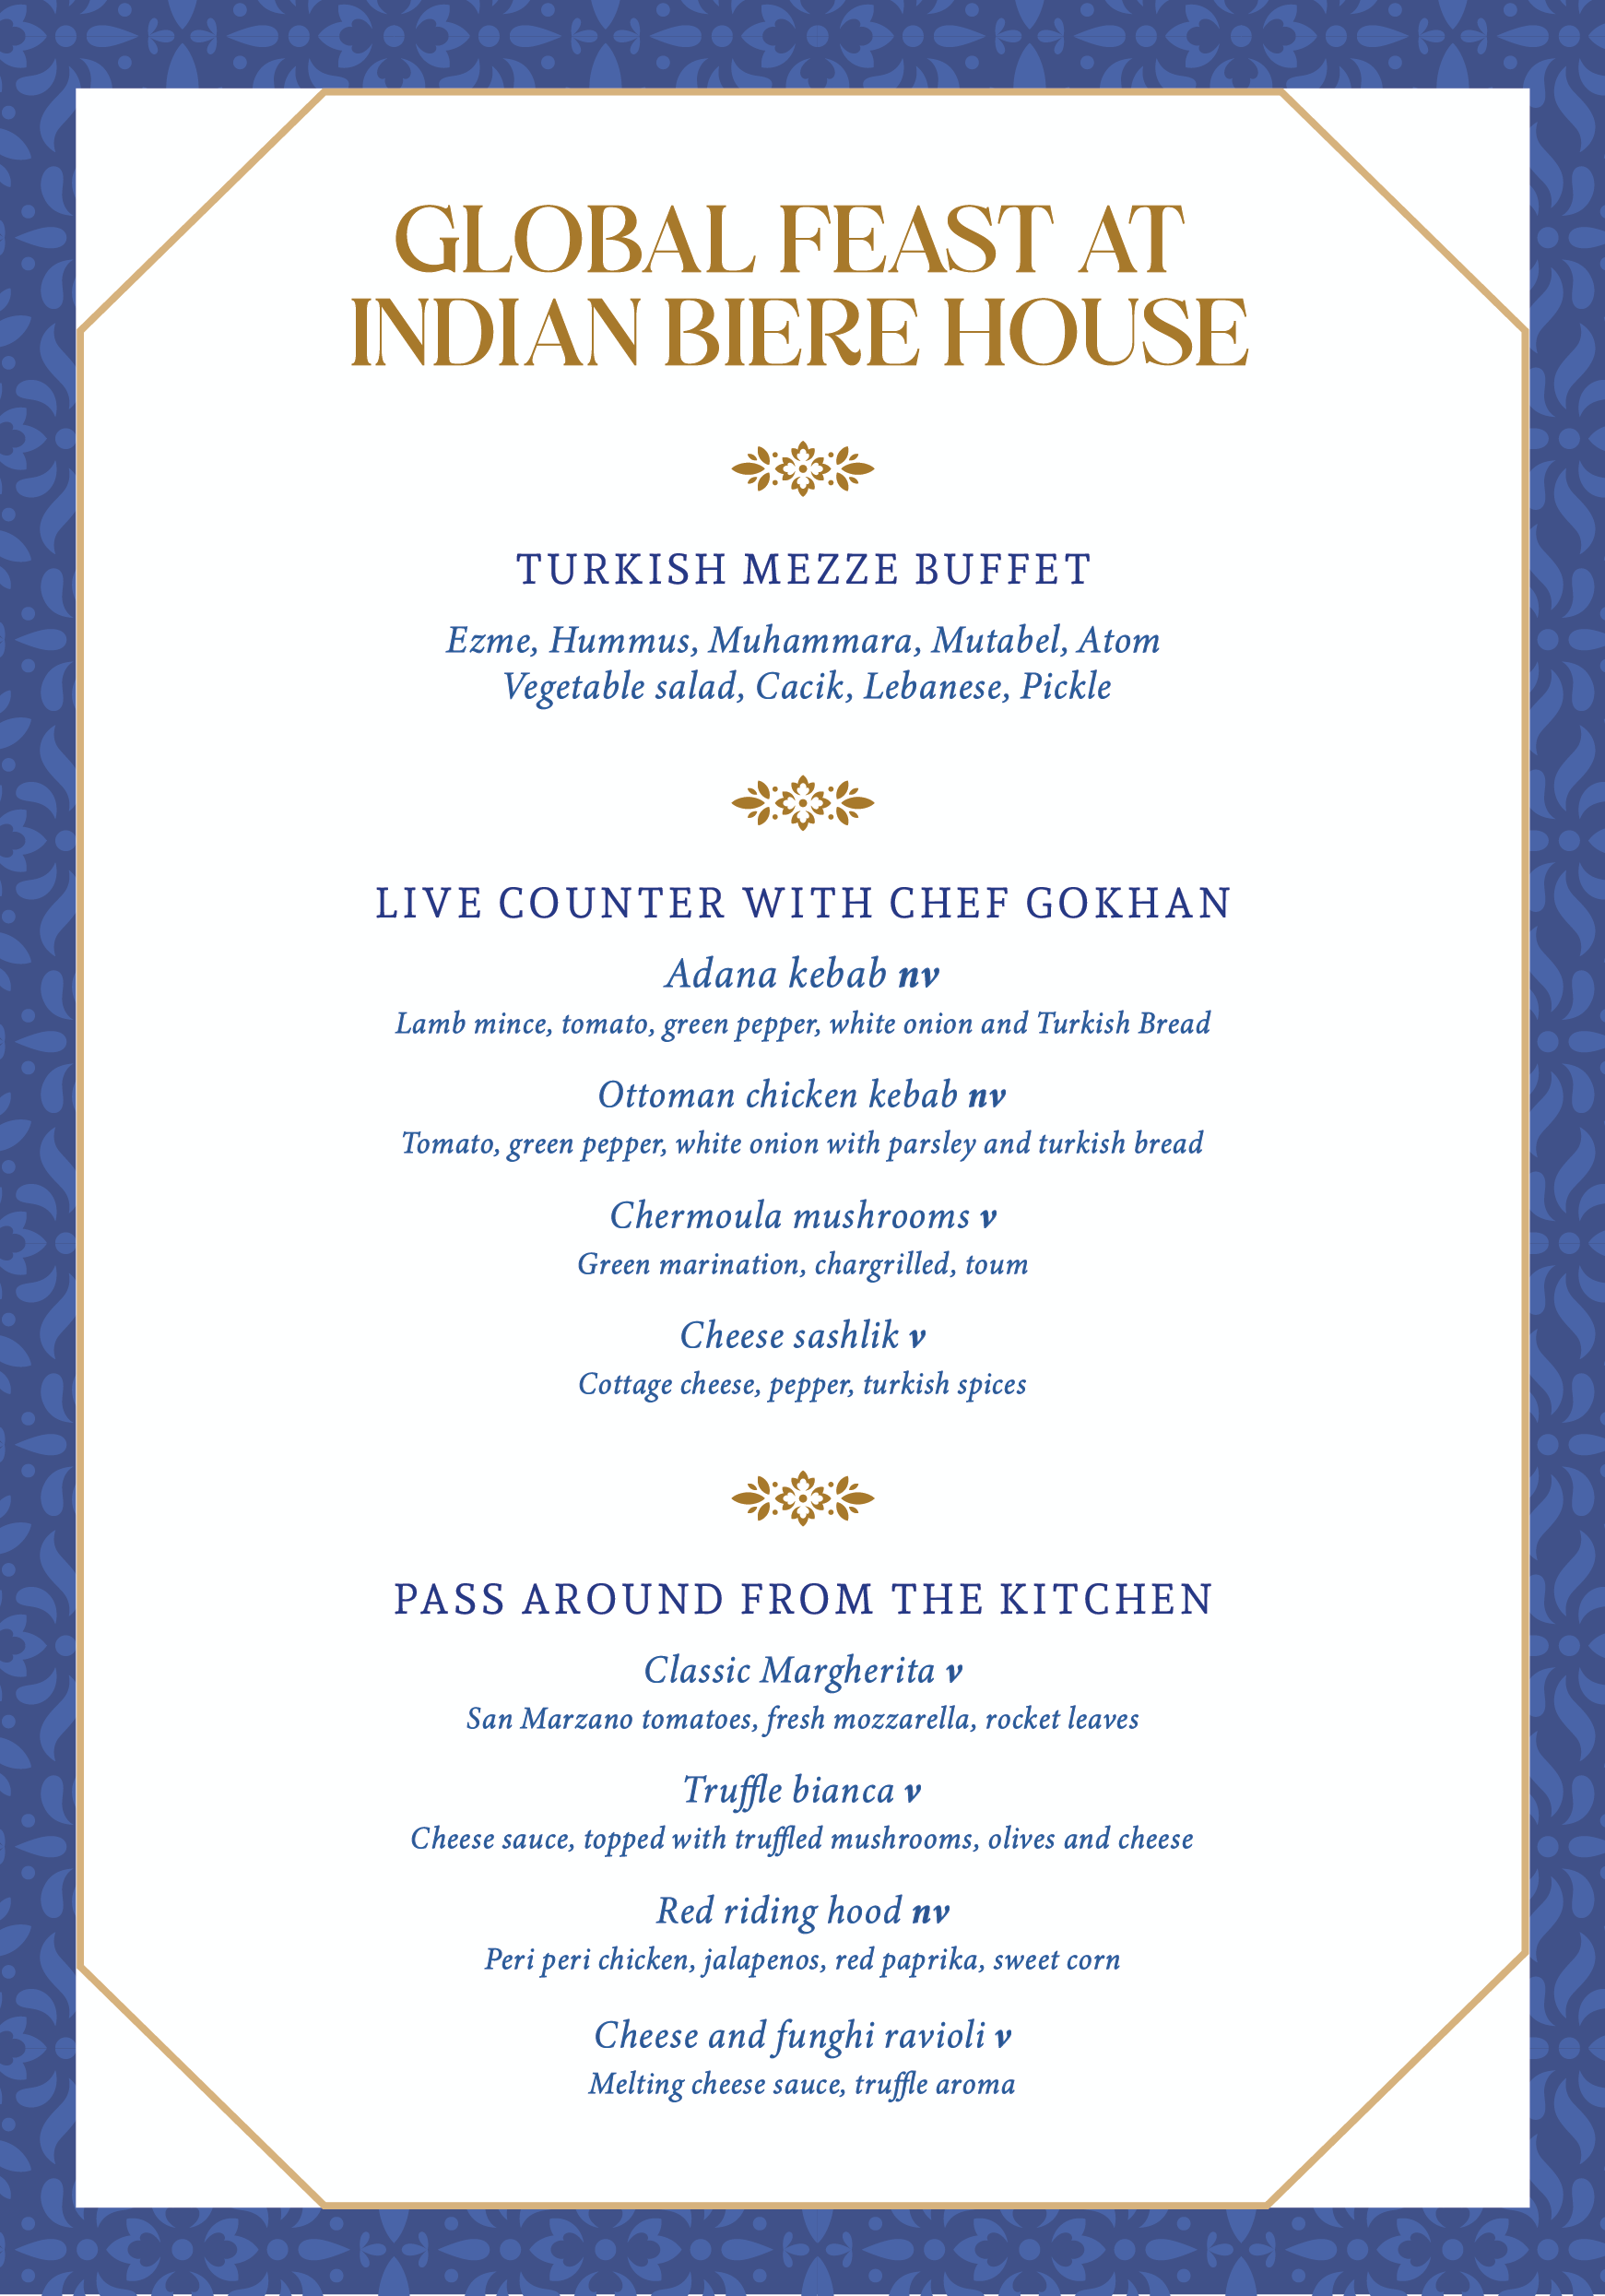 GLOBAL FEAST AT
INDIAN BIERE HOUSE
TURKISH MEZZE BUFFET
Ezme, Hummus, Muhammara, Mutabel, Atom
Vegetable salad, Cacik, Lebanese, Pickle
LIVE COUNTER WITH CHEF GOKHAN
Adana kebab nv
Lamb mince, tomato, green pepper, white onion and Turkish Bread
Ottoman chicken kebab nv
Tomato, green pepper, white onion with parsley and turkish bread
Chermoula mushrooms v
Green marination, chargrilled, toum
Cheese sashlik v
Cottage cheese, pepper, turkish spices
PASS AROUND FROM THE KITCHEN
Classic Margherita v
San Marzano tomatoes, fresh mozzarella, rocket leaves
Truffle bianca v
Cheese sauce, topped with truffled mushrooms, olives and cheese
Red riding hood nv
Peri peri chicken, jalapenos, red paprika, sweet corn
Cheese and funghi ravioli v
Melting cheese sauce, truffle aroma